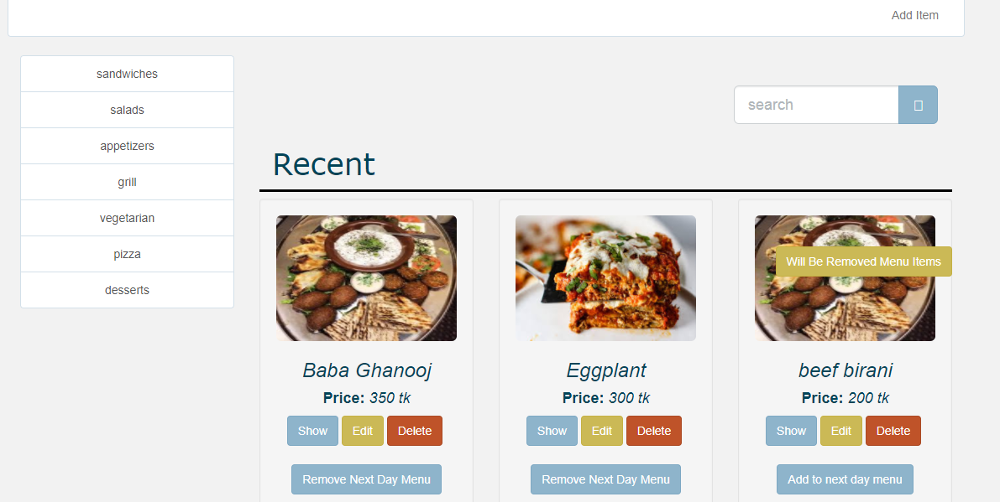 Add Item
sandwiches
salads
appetizers
grill
vegetarian
pizza
desserts
search
Recent
Will Be Removed Menu Items
Baba Ghanooj
Price: 350 tk
Show Edit Delete
Remove Next Day Menu
Eggplant
Price: 300 tk
Show Edit Delete
Remove Next Day Menu
beef birani
Price: 200 tk
Show Edit Delete
Add to next day menu